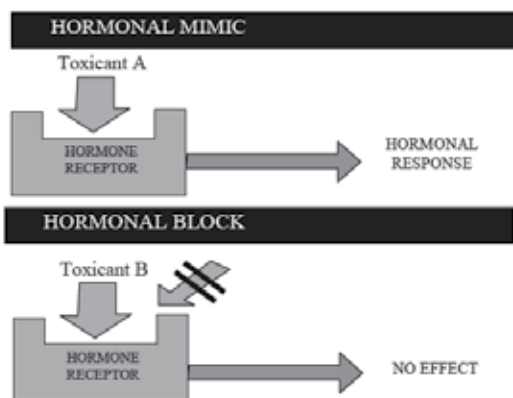 HORMONAL MIMIC
Toxicant A
HORMONE
RECEPTOR
HORMONAL
RESPONSE
HORMONAL BLOCK
Toxicant B
HORMONE
RECEPTOR
NO EFFECT